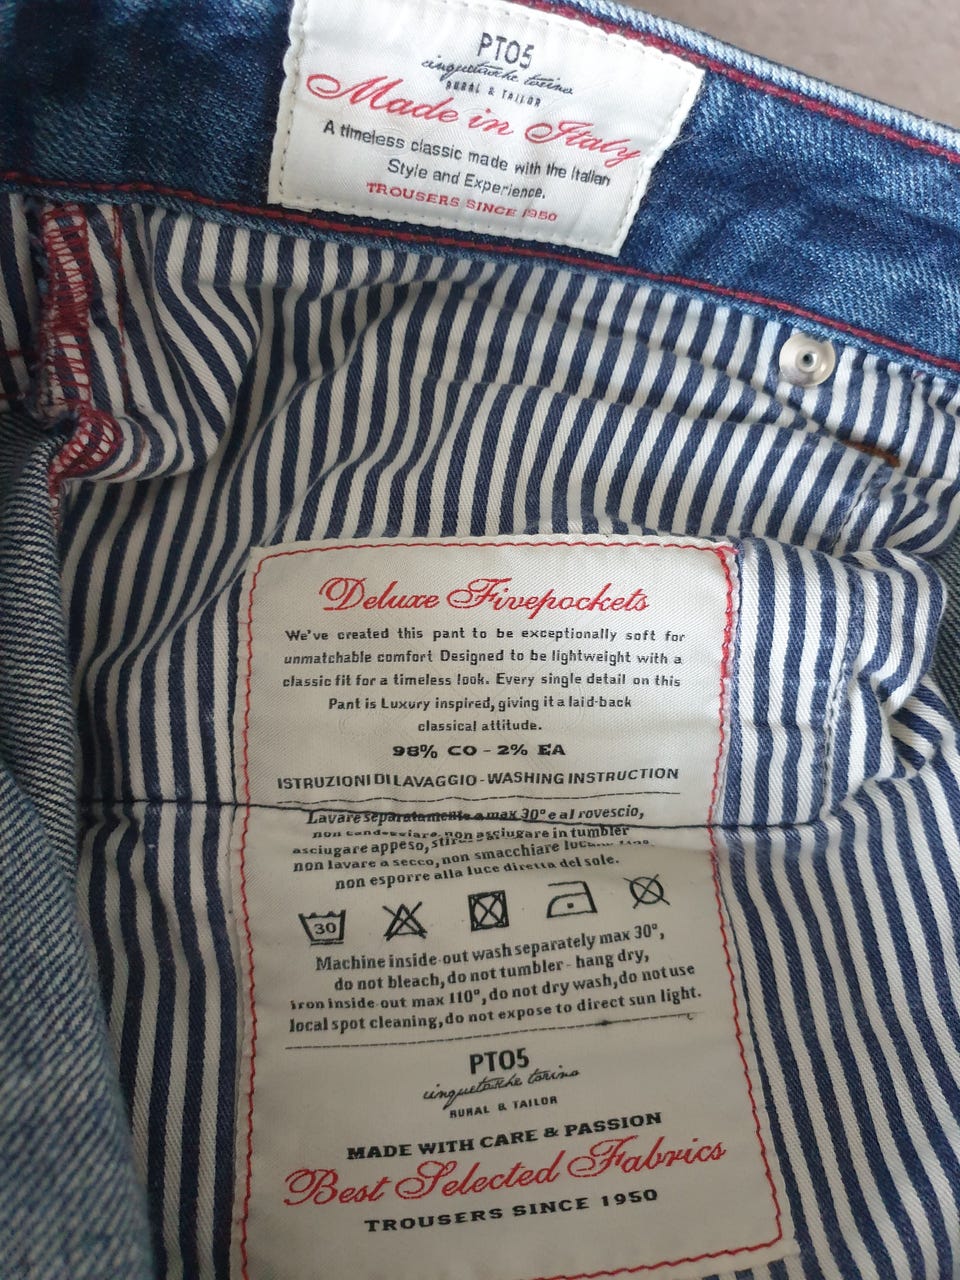 PT05
cinquetasche torino
RURAL & TAILOR
Made in Italy
A timeless classic made with the Italian
Style and Experience.
TROUSERS SINCE 1950
Deluxe Fivepockets
We've created this pant to be exceptionally soft for
unmatchable comfort Designed to be lightweight with a
classic fit for a timeless look. Every single detail on this
Pant is Luxury inspired, giving it a laid-back
classical attitude.
98% CO - 2% EA
ISTRUZIONI DI LAVAGGIO - WASHING INSTRUCTION
Lavare separatamente a max 30° e al rovescio,
non candeggiare, non asciugare in tumbler
asciugare appeso,
non lavare a secco, non smacchiare
non esporre alla luce diretta del sole.
30
Machine inside-out wash separately max 30°,
do not bleach, do not tumbler - hang dry,
iron inside-out max 110°, do not dry wash, do not use
local spot cleaning, do not expose to direct sun light.
PT05
cinquetasche torino
RURAL & TAILOR
MADE WITH CARE & PASSION
Best Selected Fabrics
TROUSERS SINCE 1950